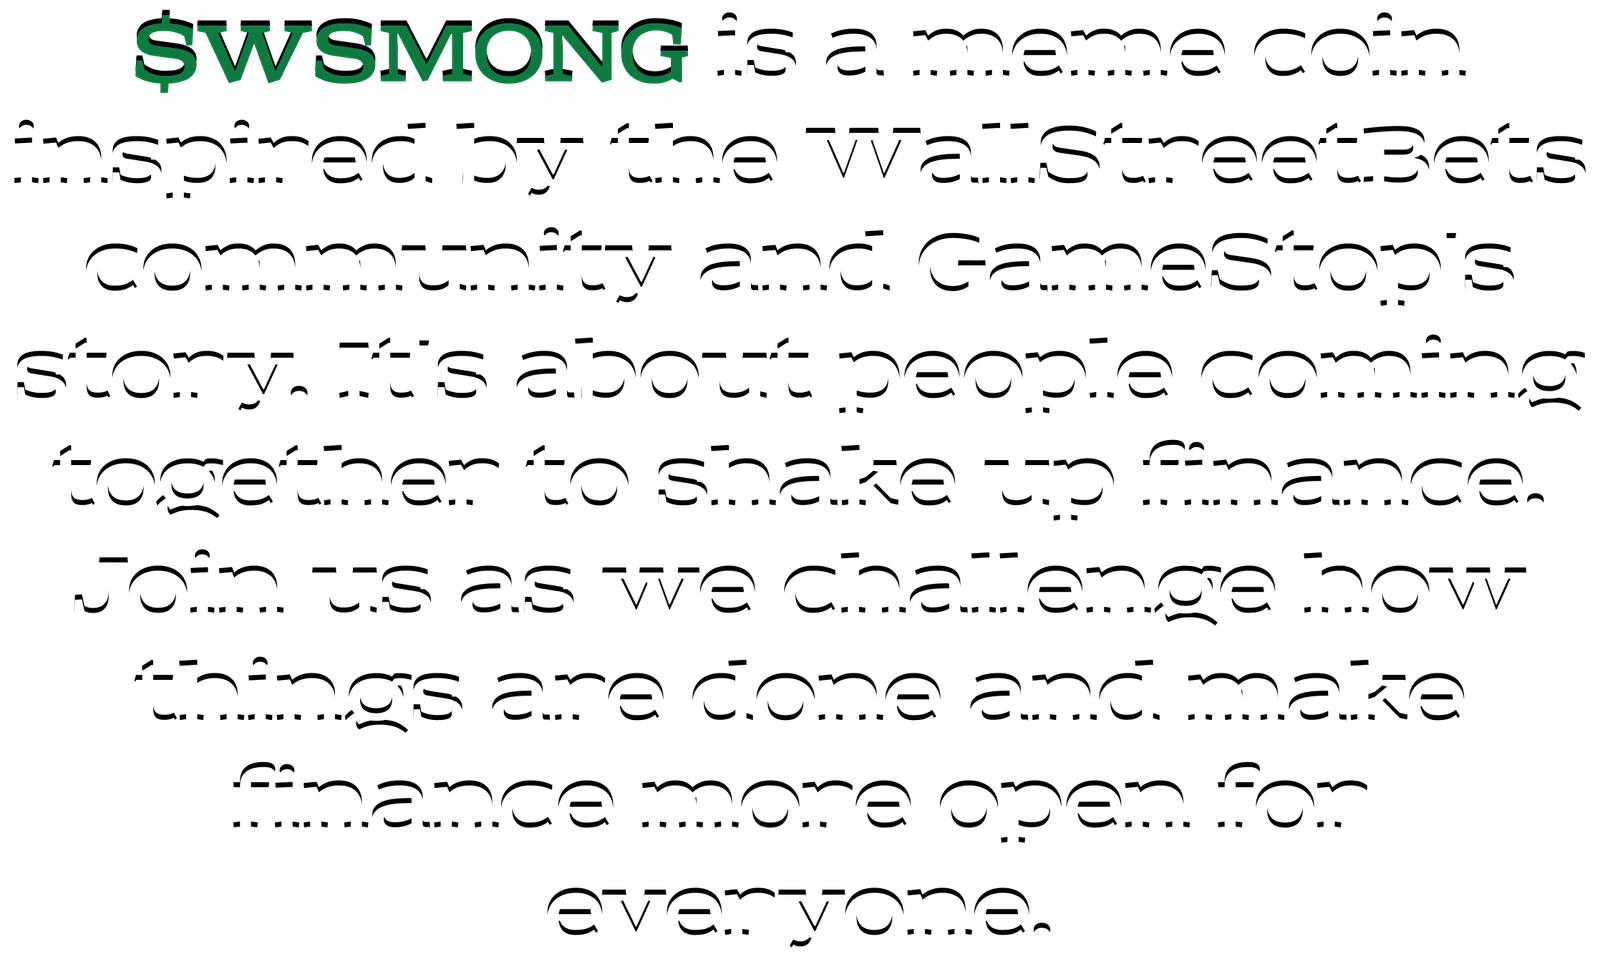 $WSMONG is a meme coin
inspired by the WallStreetBets
community and GameStop's
story. It's about people coming
together to shake up finance.
Join us as we challenge how
things are done and make
finance more open for
everyone.